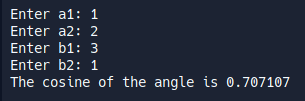 Enter a1: 1
Enter a2: 2
Enter b1: 3
Enter b2: 1
The cosine of the angle is 0.707107